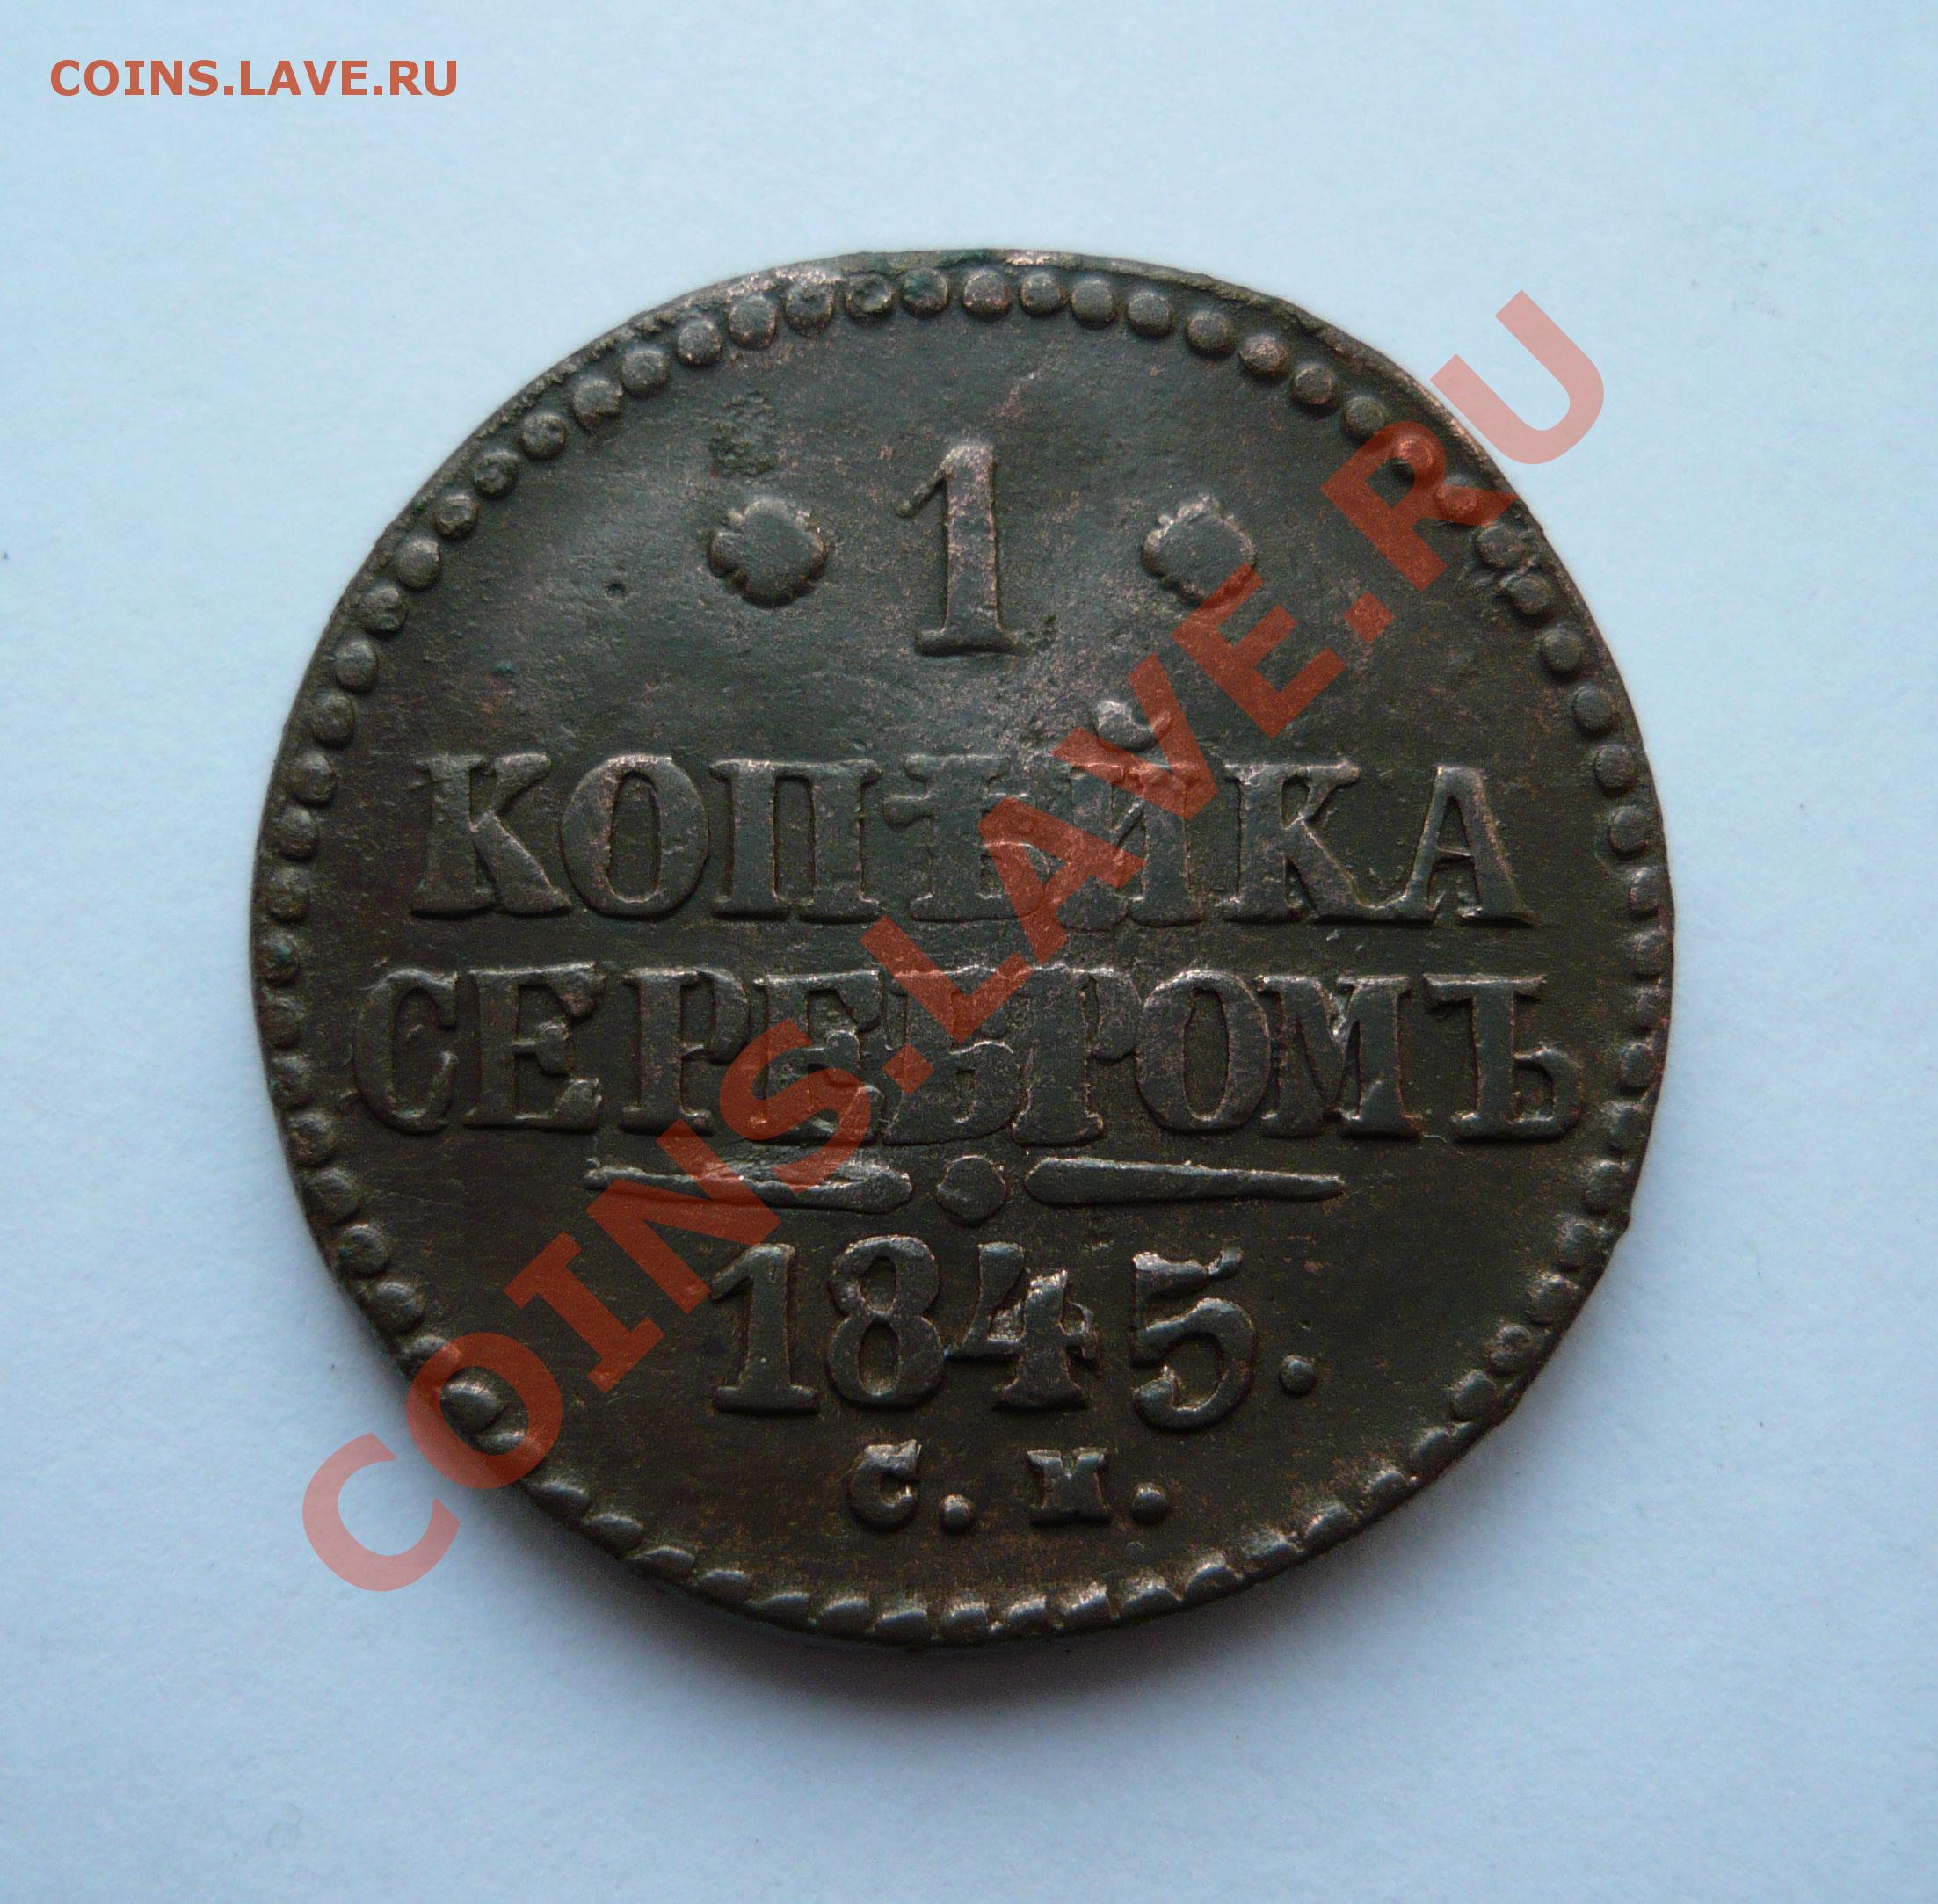 COINS.LAVE.RU
1
КОПѢЙКА
СЕРЕБРОМЪ
1845.
С. М.
COINS.LAVE.RU